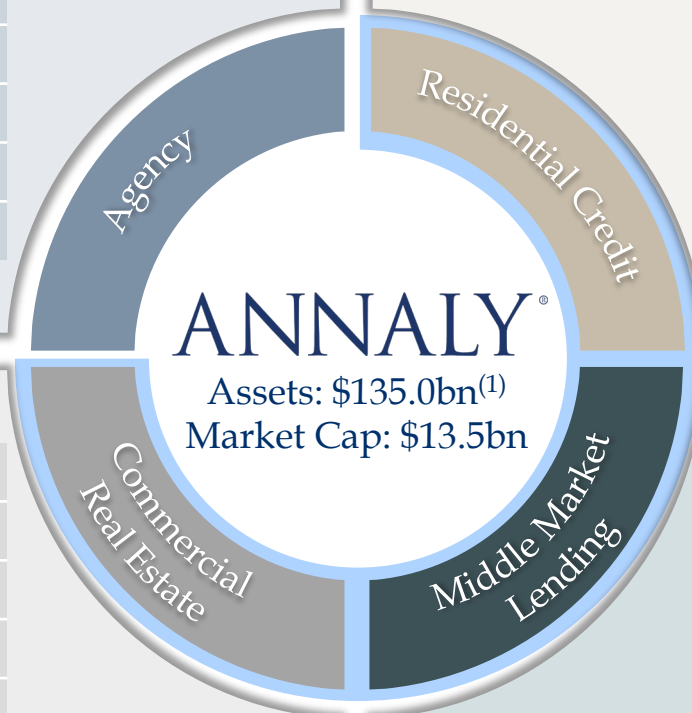 Agency
Residential Credit
ANNALY®
Assets: $135.0bn(1)
Market Cap: $13.5bn
Commercial
Real Estate
Middle Market
Lending